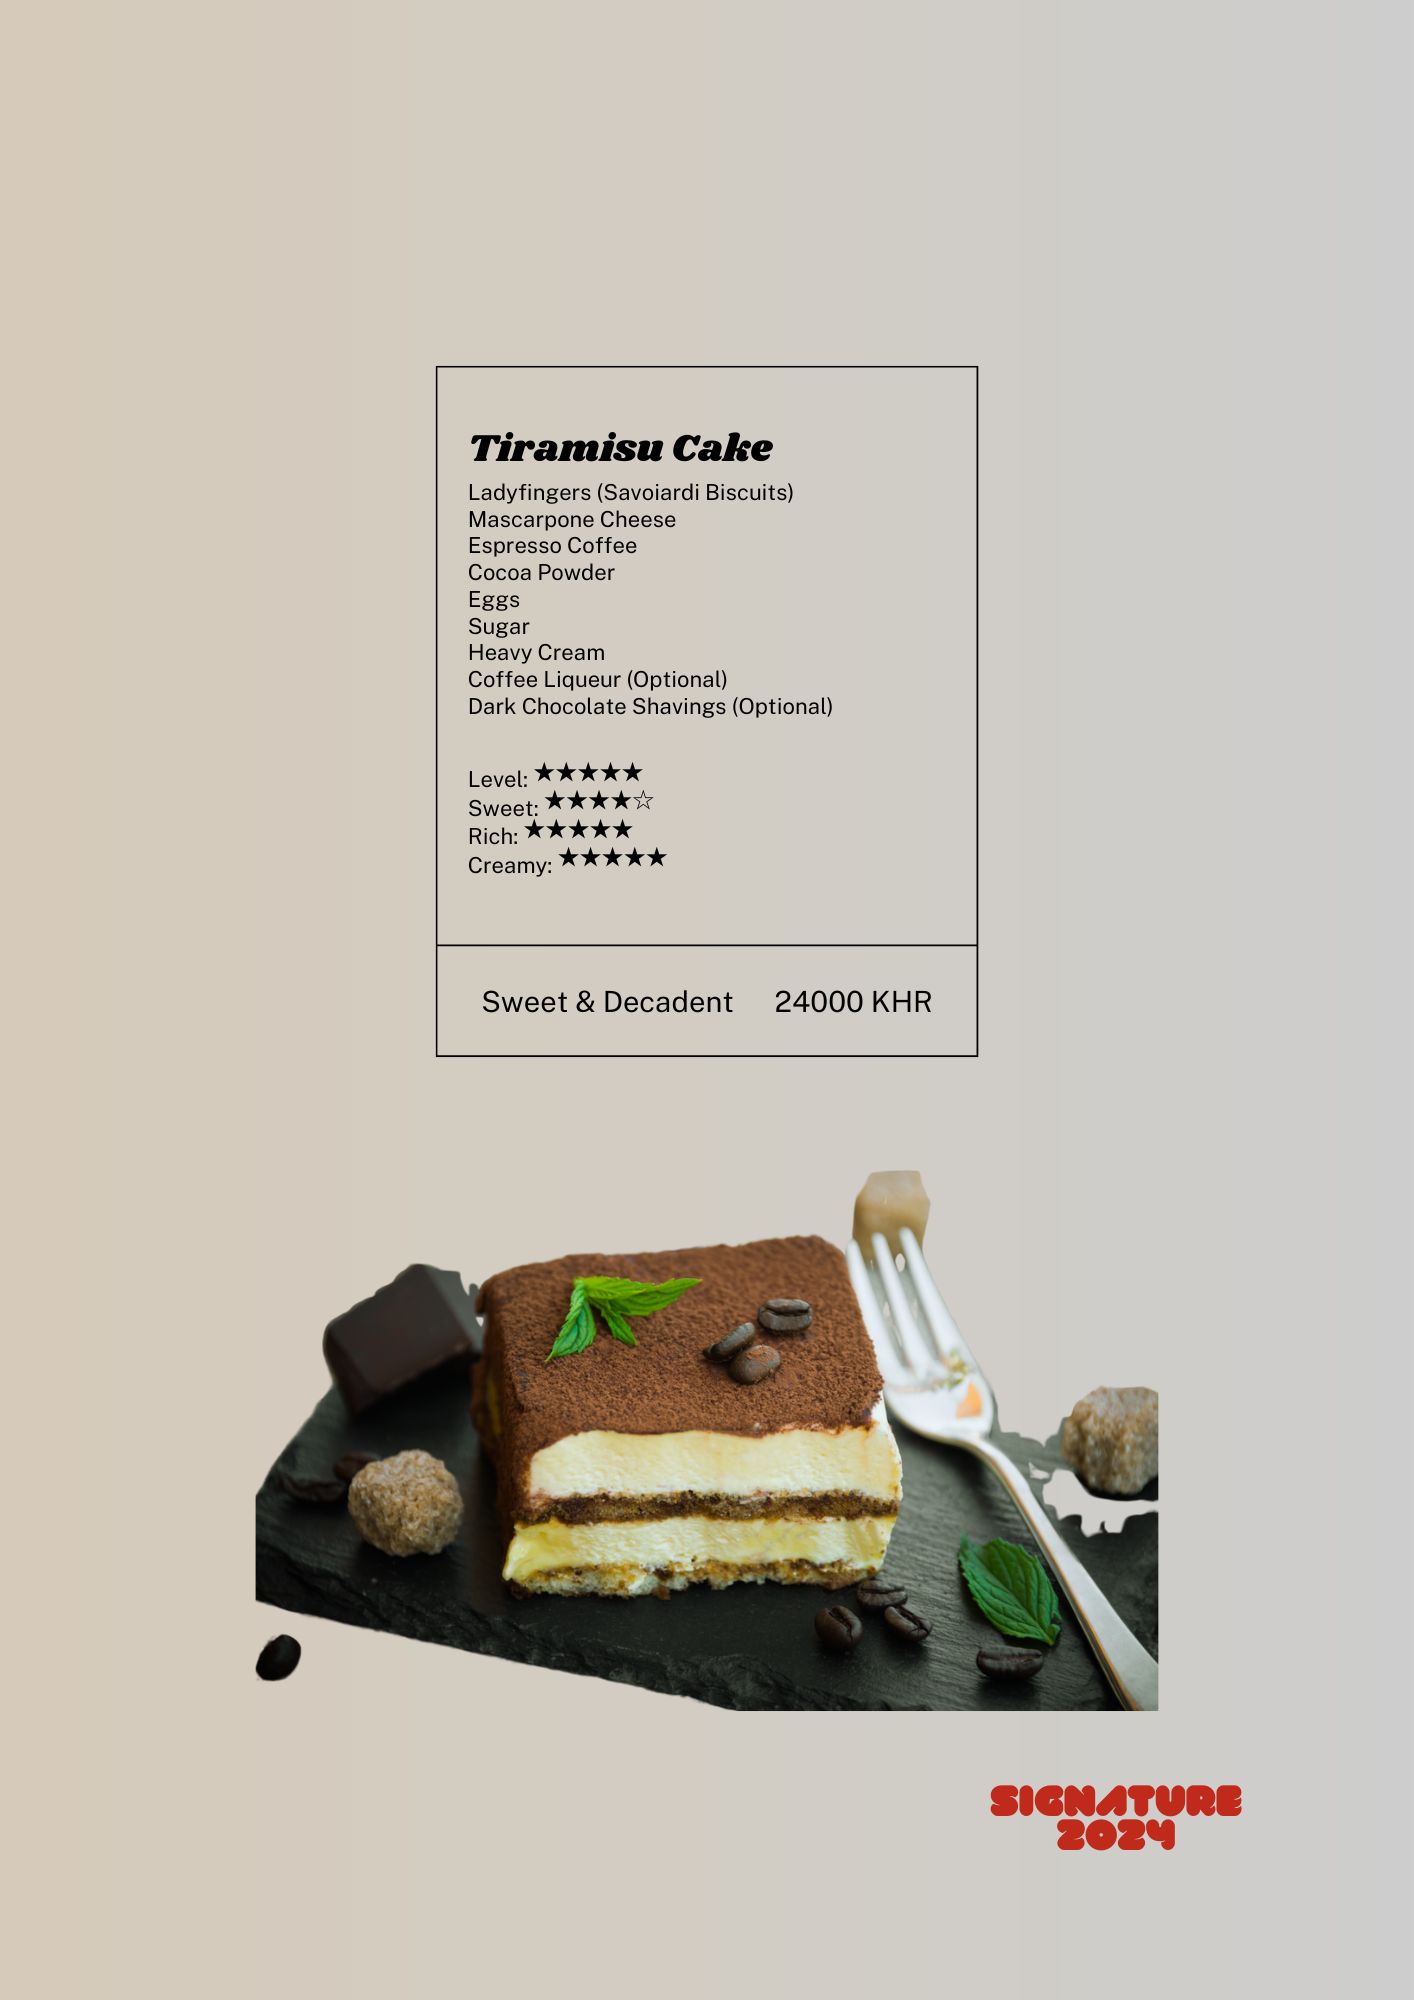 Tiramisu Cake
Ladyfingers (Savoiardi Biscuits)
Mascarpone Cheese
Espresso Coffee
Cocoa Powder
Eggs
Sugar
Heavy Cream
Coffee Liqueur (Optional)
Dark Chocolate Shavings (Optional)
Level: ★★★★★
Sweet: ★★★★☆
Rich: ★★★★★
Creamy: ★★★★★
Sweet & Decadent 24000 KHR
SIGNATURE
2024